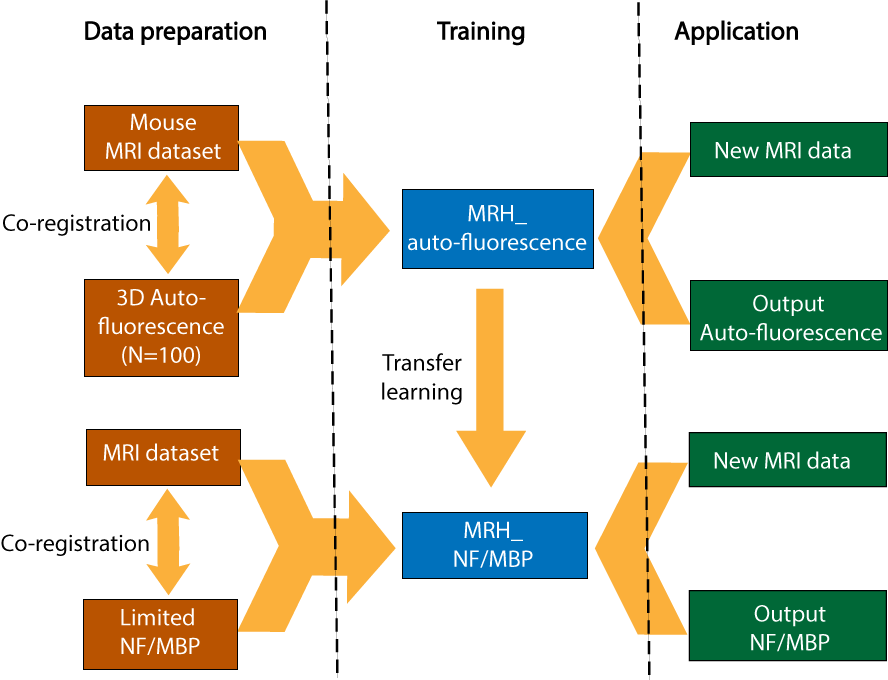 Data preparation
Training
Application
Mouse
MRI dataset
Co-registration
3D Auto-
fluorescence
(N=100)
MRH_
auto-fluorescence
New MRI data
Output
Auto-fluorescence
Transfer
learning
MRI dataset
Co-registration
Limited
NF/MBP
MRH_
NF/MBP
New MRI data
Output
NF/MBP